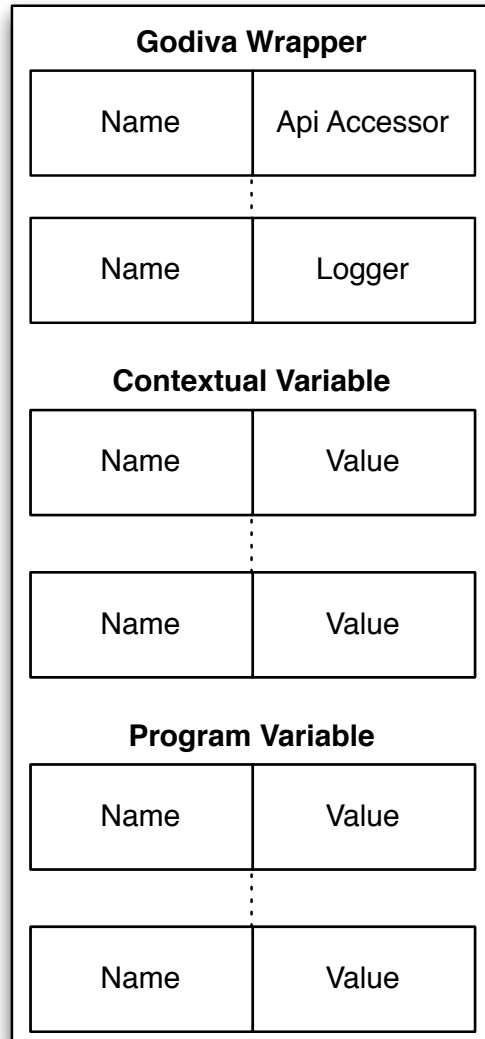 Godiva Wrapper
Name Api Accessor
Name Logger
Contextual Variable
Name Value
Name Value
Program Variable
Name Value
Name Value